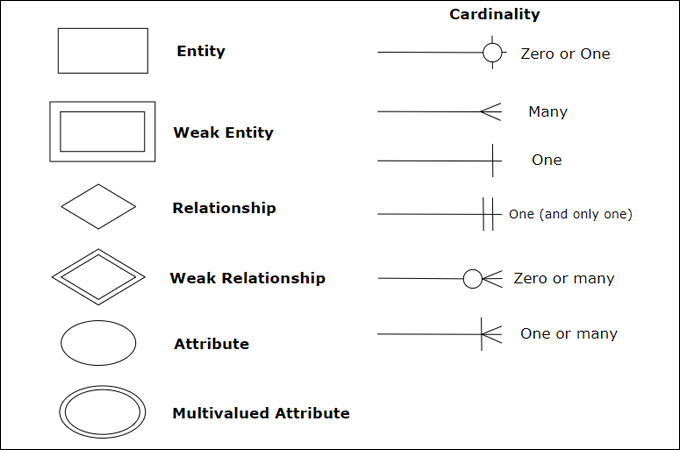 Cardinality
Entity
Zero or One
Many
Weak Entity
One
Relationship
One (and only one)
Weak Relationship
Zero or many
Attribute
One or many
Multivalued Attribute